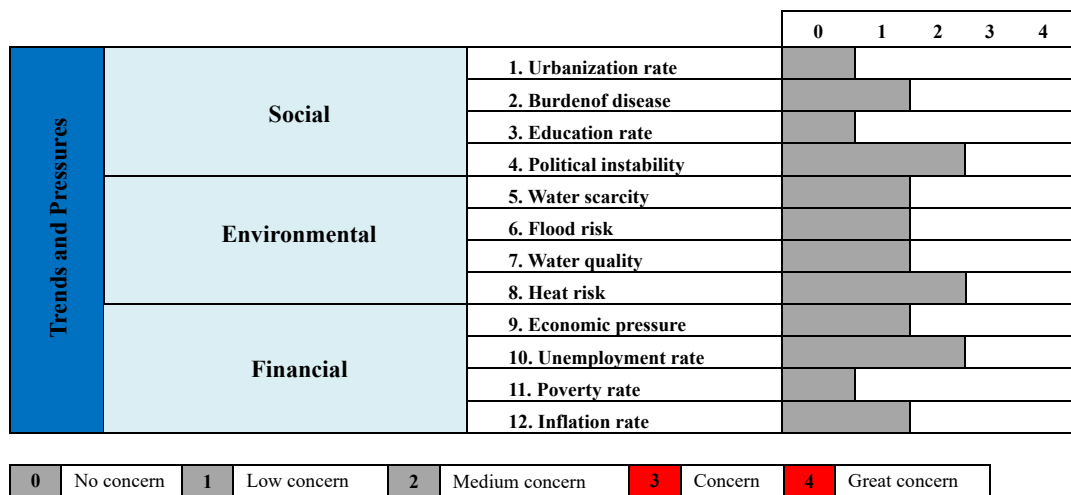 0 1 2 3 4
Trends and Pressures
Social
1. Urbanization rate
2. Burdenof disease
3. Education rate
4. Political instability
Environmental
5. Water scarcity
6. Flood risk
7. Water quality
8. Heat risk
Financial
9. Economic pressure
10. Unemployment rate
11. Poverty rate
12. Inflation rate
0 No concern 1 Low concern 2 Medium concern 3 Concern 4 Great concern